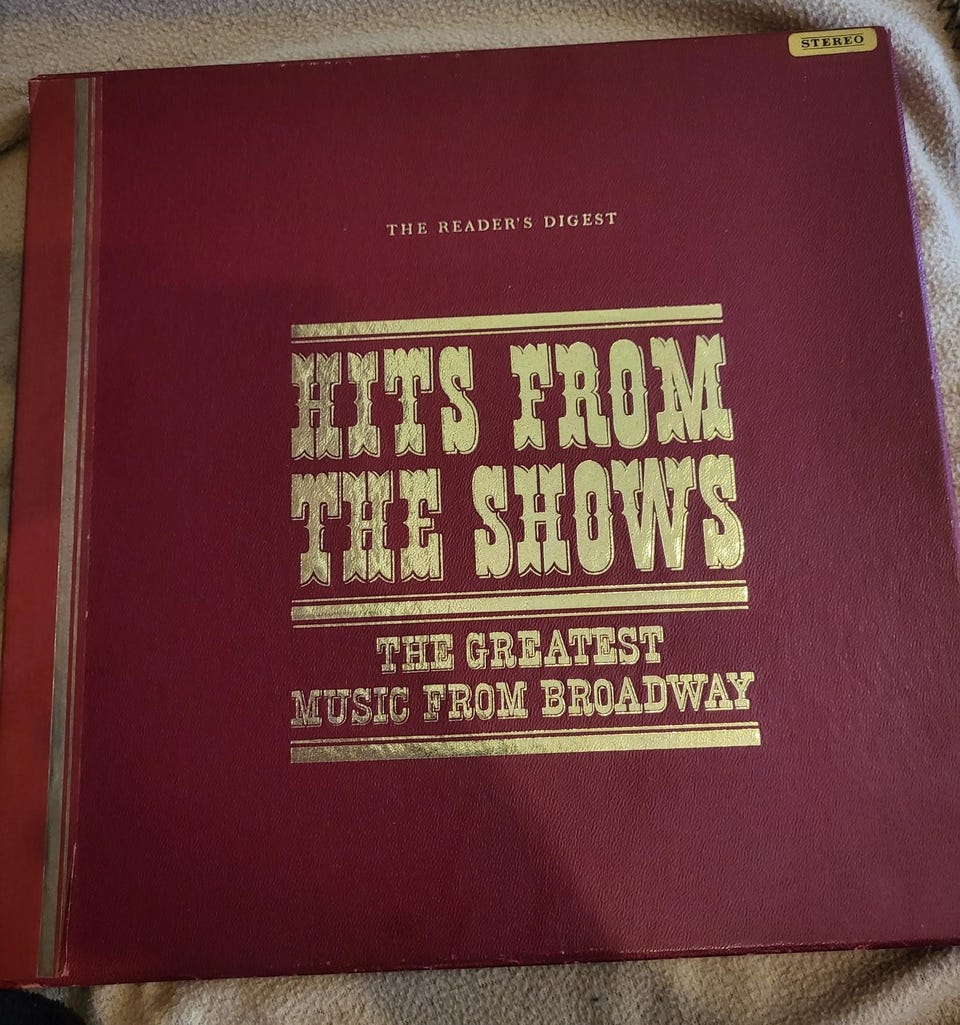 STEREO
THE READER'S DIGEST
HITS FROM
THE SHOWS
THE GREATEST
MUSIC FROM BROADWAY